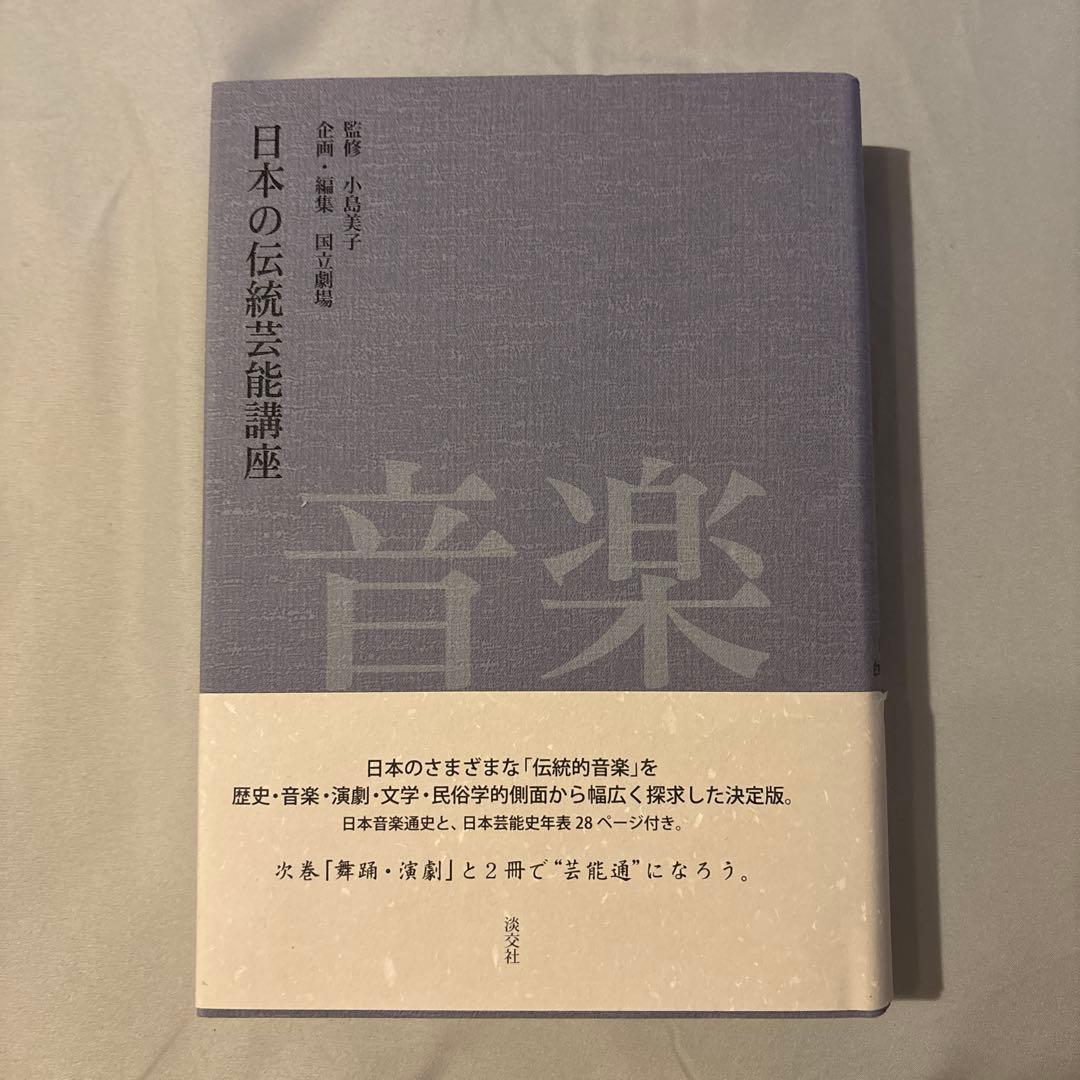 監修 小島美子
企画・編集 国立劇場
日本の伝統芸能講座
音楽
日本のさまざまな「伝統的音楽」を
歴史・音楽・演劇・文学・民俗学的側面から幅広く探求した決定版。
日本音楽通史と、日本芸能史年表28ページ付き。
次巻「舞踊・演劇」と2冊で“芸能通”になろう。
淡交社